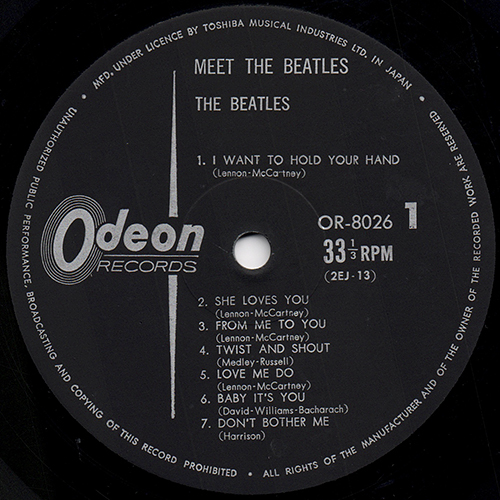 • MFD. UNDER LICENCE BY TOSHIBA MUSICAL INDUSTRIES LTD. IN JAPAN •
MEET THE BEATLES
THE BEATLES
1. I WANT TO HOLD YOUR HAND
(Lennon-McCartney)
Odeon
RECORDS
OR-8026 1
33 1/3 RPM
(2EJ-13)
2. SHE LOVES YOU
(Lennon-McCartney)
3. FROM ME TO YOU
(Lennon-McCartney)
4. TWIST AND SHOUT
(Medley-Russell)
5. LOVE ME DO
(Lennon-McCartney)
6. BABY IT'S YOU
(David-Williams-Bacharach)
7. DON'T BOTHER ME
(Harrison)
UNAUTHORIZED PUBLIC PERFORMANCE, BROADCASTING AND COPYING OF THIS RECORD PROHIBITED • ALL RIGHTS OF THE MANUFACTURER AND OF THE OWNER OF THE RECORDED WORK ARE RESERVED